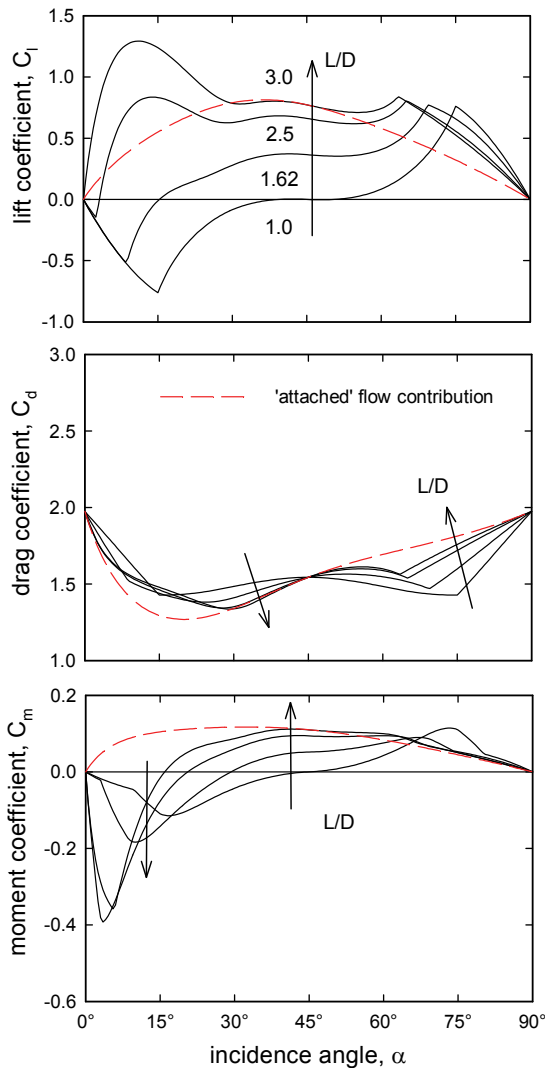 lift coefficient, C_l
1.5
1.0
0.5
0.0
-0.5
-1.0
L/D
3.0
2.5
1.62
1.0
drag coefficient, C_d
3.0
2.5
2.0
1.5
1.0
'attached' flow contribution
L/D
moment coefficient, C_m
0.2
0.0
-0.2
-0.4
-0.6
L/D
0° 15° 30° 45° 60° 75° 90°
incidence angle, α